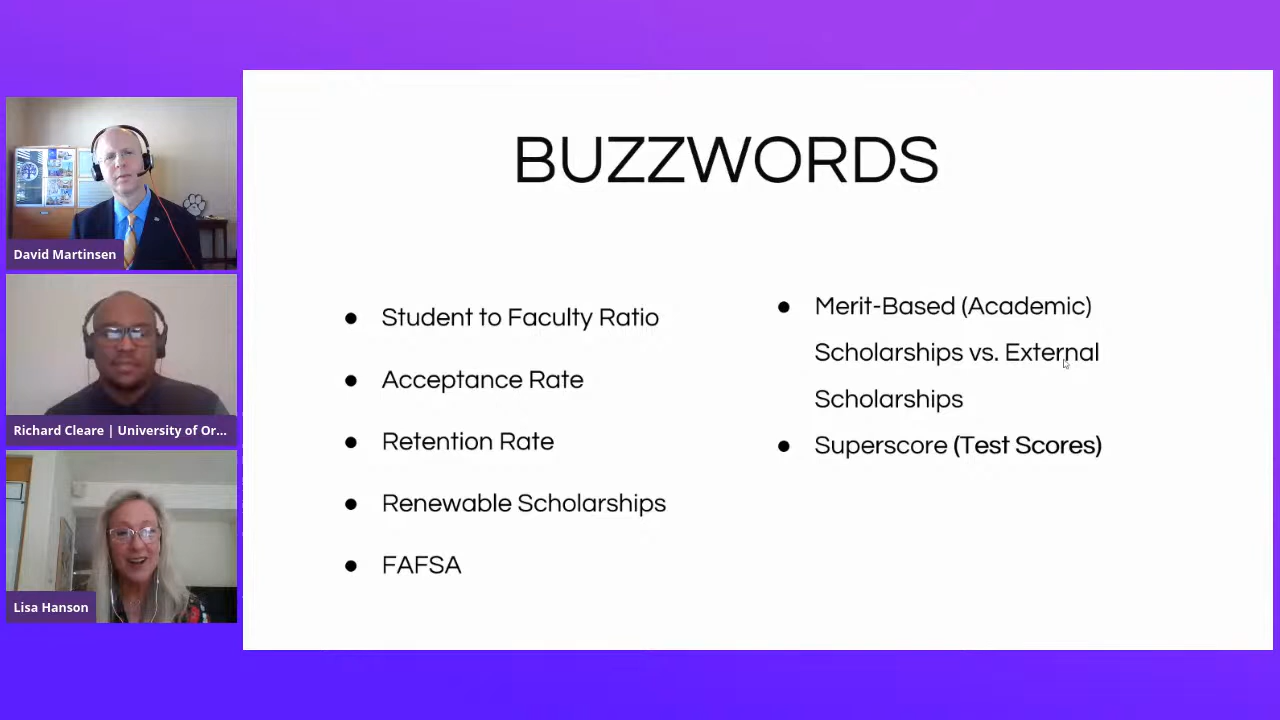 BUZZWORDS
Student to Faculty Ratio
Acceptance Rate
Retention Rate
Renewable Scholarships
FAFSA
Merit-Based (Academic)
Scholarships vs. External
Scholarships
Superscore (Test Scores)
David Martinsen
Richard Cleare | University of Or...
Lisa Hanson